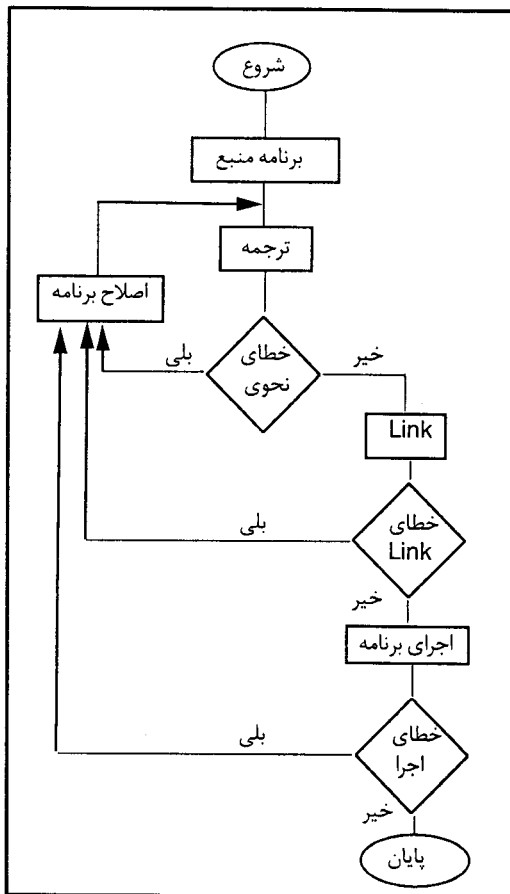 شروع
برنامه منبع
ترجمه
اصلاح برنامه
خطای
نحوی
بلی
خیر
Link
خطای
Link
بلی
خیر
اجرای برنامه
خطای
اجرا
بلی
خیر
پایان